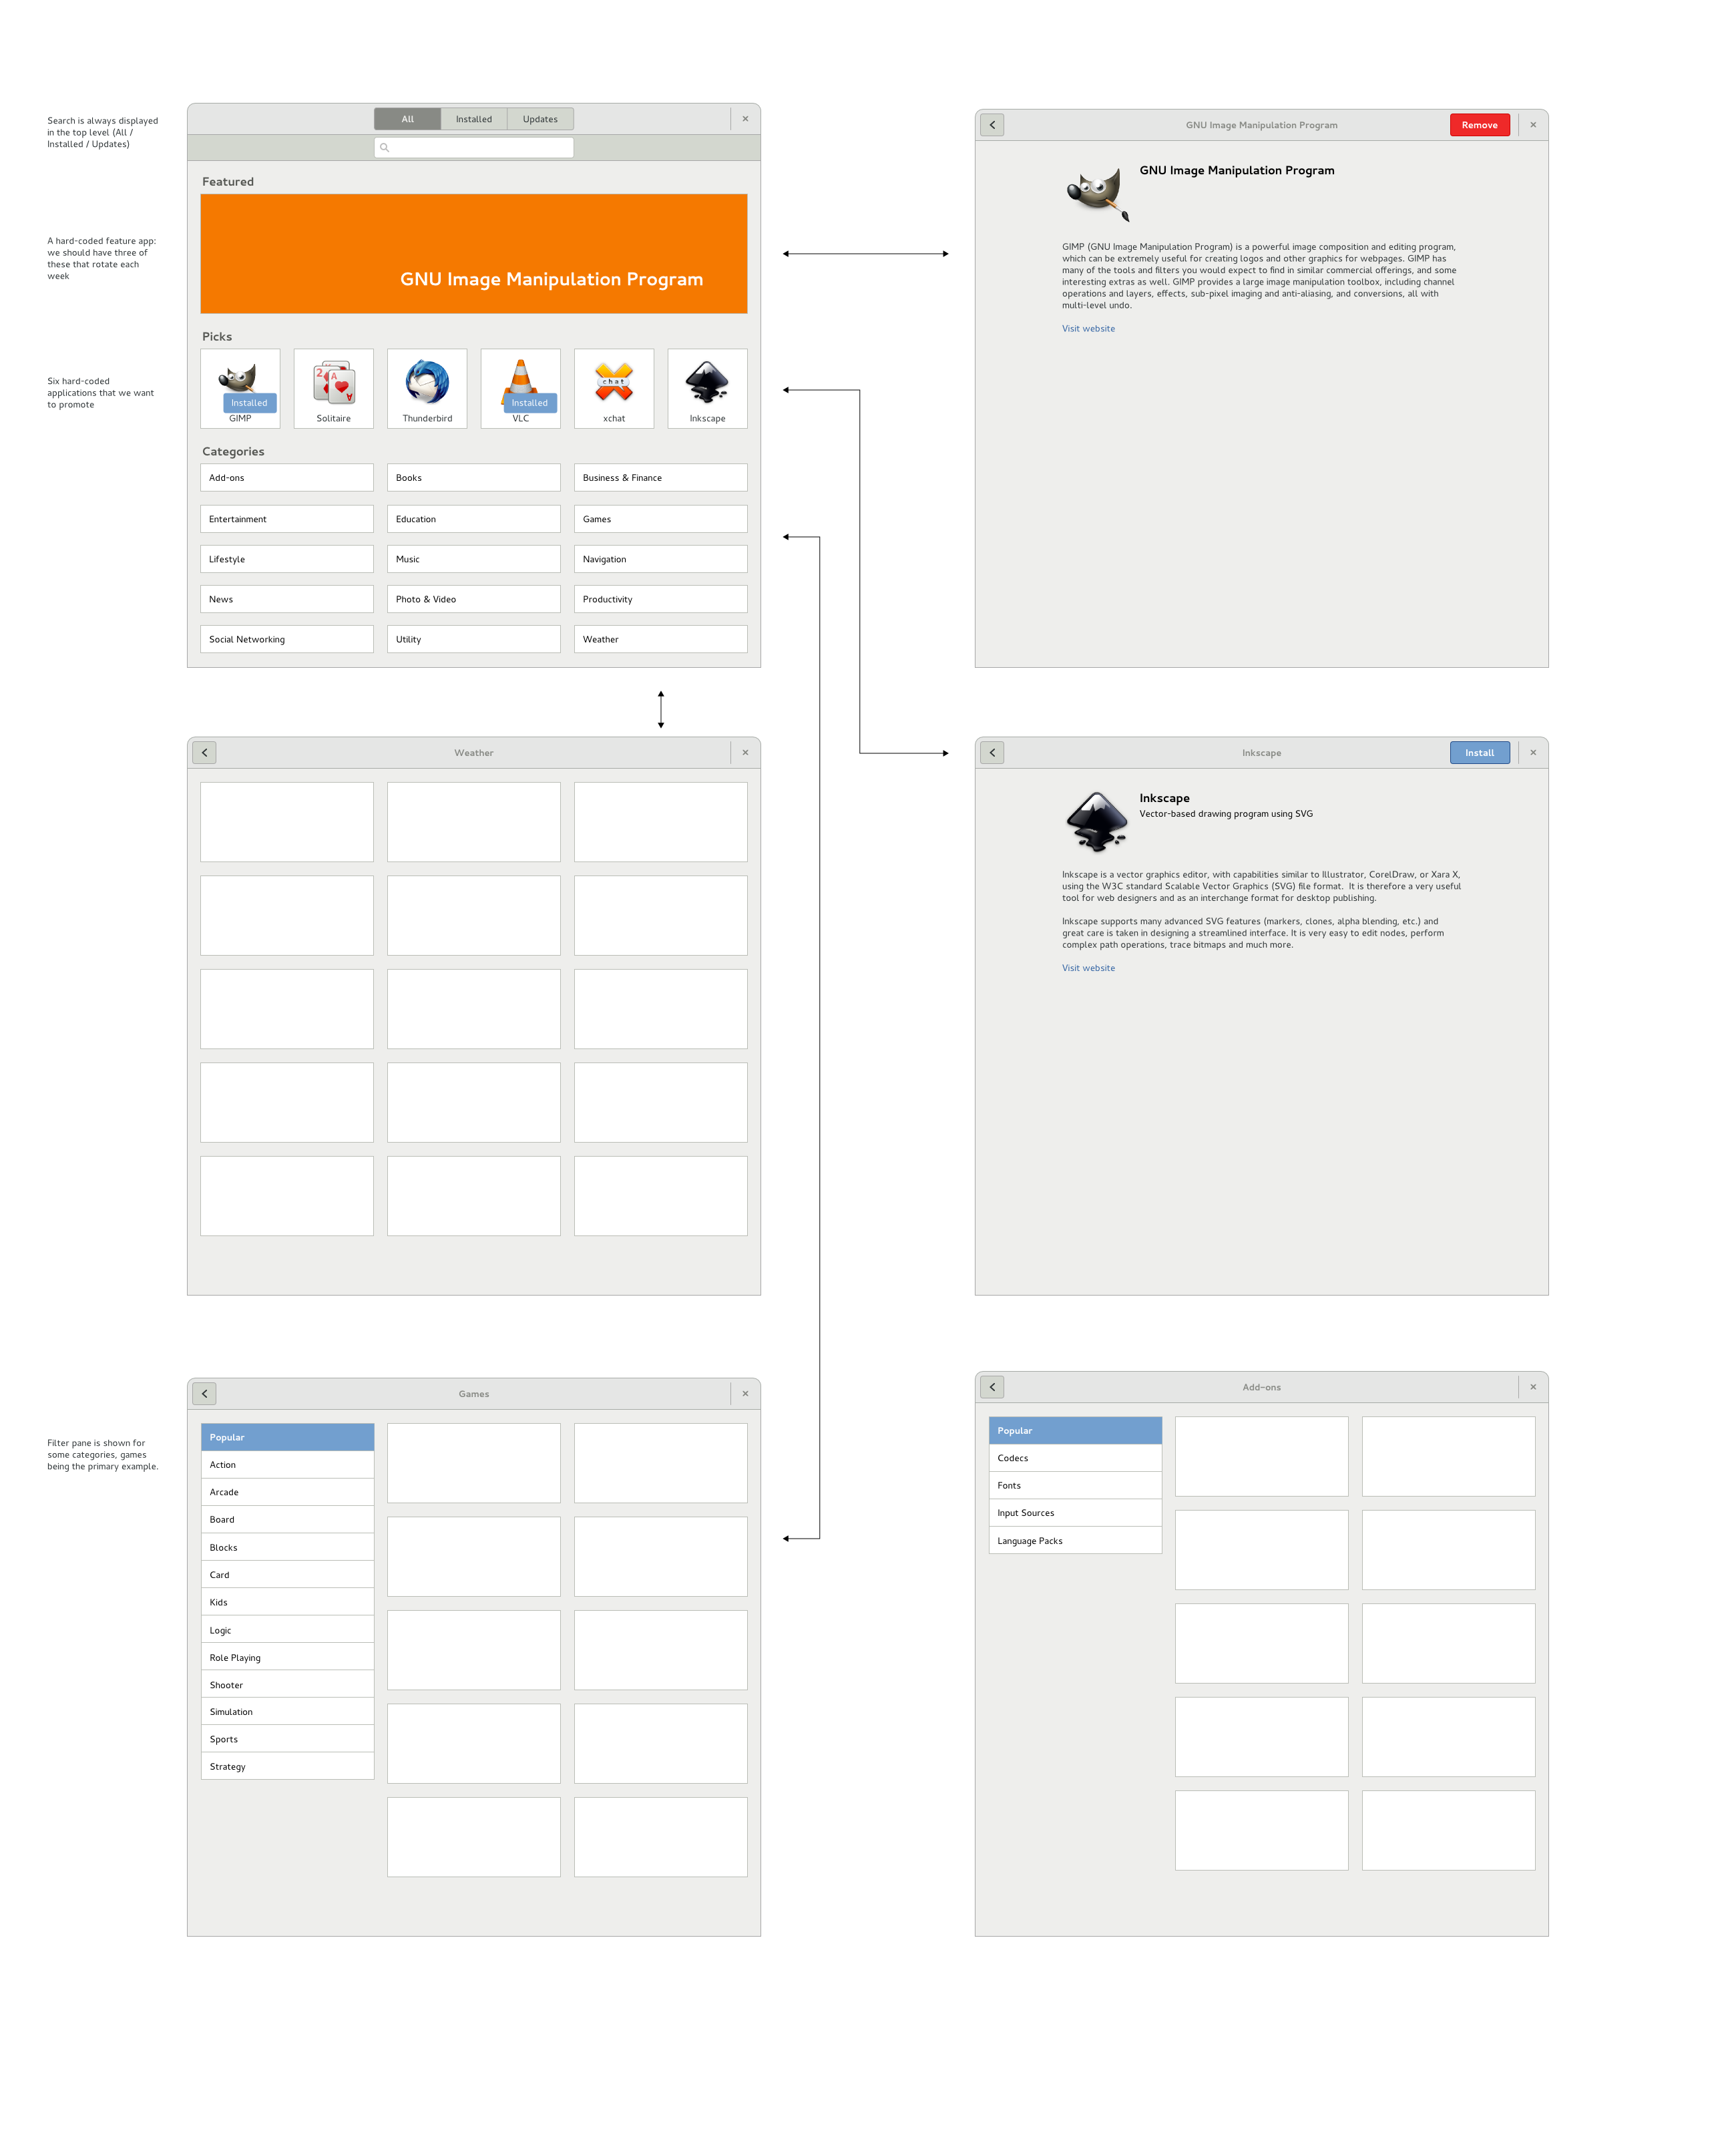 Search is always displayed
in the top level (All /
Installed / Updates)
A hard-coded feature app:
we should have three of
these that rotate each
week
Six hard-coded
applications that we want
to promote
All
Installed
Updates
Featured
GNU Image Manipulation Program
Picks
Installed
GIMP
Solitaire
Thunderbird
Installed
VLC
chat
xchat
Inkscape
Categories
Add-ons
Books
Business & Finance
Entertainment
Education
Games
Lifestyle
Music
Navigation
News
Photo & Video
Productivity
Social Networking
Utility
Weather
GNU Image Manipulation Program
Remove
GNU Image Manipulation Program
GIMP (GNU Image Manipulation Program) is a powerful image composition and editing program,
which can be extremely useful for creating logos and other graphics for webpages. GIMP has
many of the tools and filters you would expect to find in similar commercial offerings, and some
interesting extras as well. GIMP provides a large image manipulation toolbox, including channel
operations and layers, effects, sub-pixel imaging and anti-aliasing, and conversions, all with
multi-level undo.
Visit website
Weather
Inkscape
Install
Inkscape
Vector-based drawing program using SVG
Inkscape is a vector graphics editor, with capabilities similar to Illustrator, CorelDraw, or Xara X,
using the W3C standard Scalable Vector Graphics (SVG) file format. It is therefore a very useful
tool for web designers and as an interchange format for desktop publishing.
Inkscape supports many advanced SVG features (markers, clones, alpha blending, etc.) and
great care is taken in designing a streamlined interface. It is very easy to edit nodes, perform
complex path operations, trace bitmaps and much more.
Visit website
Filter pane is shown for
some categories, games
being the primary example.
Games
Popular
Action
Arcade
Board
Blocks
Card
Kids
Logic
Role Playing
Shooter
Simulation
Sports
Strategy
Add-ons
Popular
Codecs
Fonts
Input Sources
Language Packs